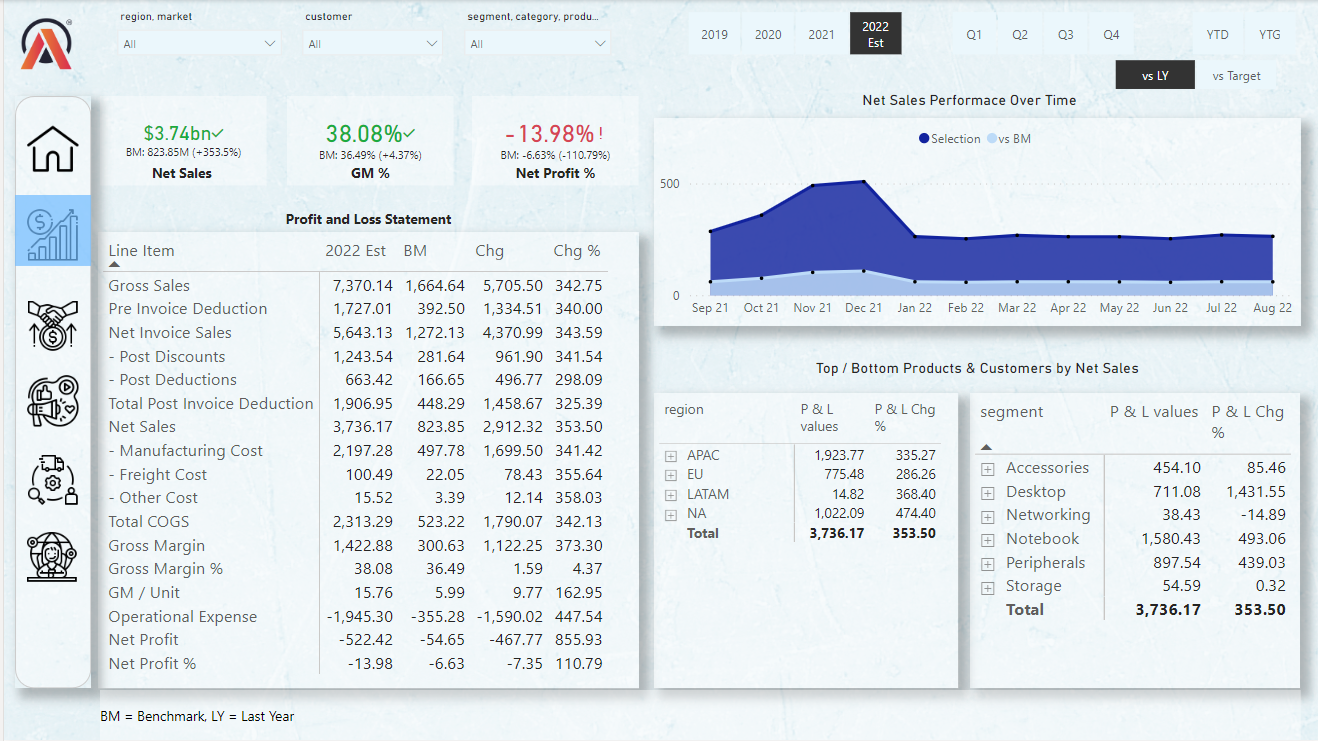 region, market
customer
segment, category, produ...
All
All
All
2019
2020
2021
2022
Est
Q1
Q2
Q3
Q4
YTD
YTG
vs LY
vs Target
$3.74bn
BM: 823.85M (+353.5%)
Net Sales
38.08%
BM: 36.49% (+4.37%)
GM %
-13.98% !
BM: -6.63% (-110.79%)
Net Profit %
Net Sales Performace Over Time
Selection
vs BM
500
0
Sep 21 Oct 21 Nov 21 Dec 21 Jan 22 Feb 22 Mar 22 Apr 22 May 22 Jun 22 Jul 22 Aug 22
Profit and Loss Statement
Line Item 2022 Est BM Chg Chg %
Gross Sales 7,370.14 1,664.64 5,705.50 342.75
Pre Invoice Deduction 1,727.01 392.50 1,334.51 340.00
Net Invoice Sales 5,643.13 1,272.13 4,370.99 343.59
- Post Discounts 1,243.54 281.64 961.90 341.54
- Post Deductions 663.42 166.65 496.77 298.09
Total Post Invoice Deduction 1,906.95 448.29 1,458.67 325.39
Net Sales 3,736.17 823.85 2,912.32 353.50
- Manufacturing Cost 2,197.28 497.78 1,699.50 341.42
- Freight Cost 100.49 22.05 78.43 355.64
- Other Cost 15.52 3.39 12.14 358.03
Total COGS 2,313.29 523.22 1,790.07 342.13
Gross Margin 1,422.88 300.63 1,122.25 373.30
Gross Margin % 38.08 36.49 1.59 4.37
GM / Unit 15.76 5.99 9.77 162.95
Operational Expense -1,945.30 -355.28 -1,590.02 447.54
Net Profit -522.42 -54.65 -467.77 855.93
Net Profit % -13.98 -6.63 -7.35 110.79
Top / Bottom Products & Customers by Net Sales
region P & L values P & L Chg %
APAC 1,923.77 335.27
EU 775.48 286.26
LATAM 14.82 368.40
NA 1,022.09 474.40
Total 3,736.17 353.50
segment P & L values P & L Chg %
Accessories 454.10 85.46
Desktop 711.08 1,431.55
Networking 38.43 -14.89
Notebook 1,580.43 493.06
Peripherals 897.54 439.03
Storage 54.59 0.32
Total 3,736.17 353.50
BM = Benchmark, LY = Last Year